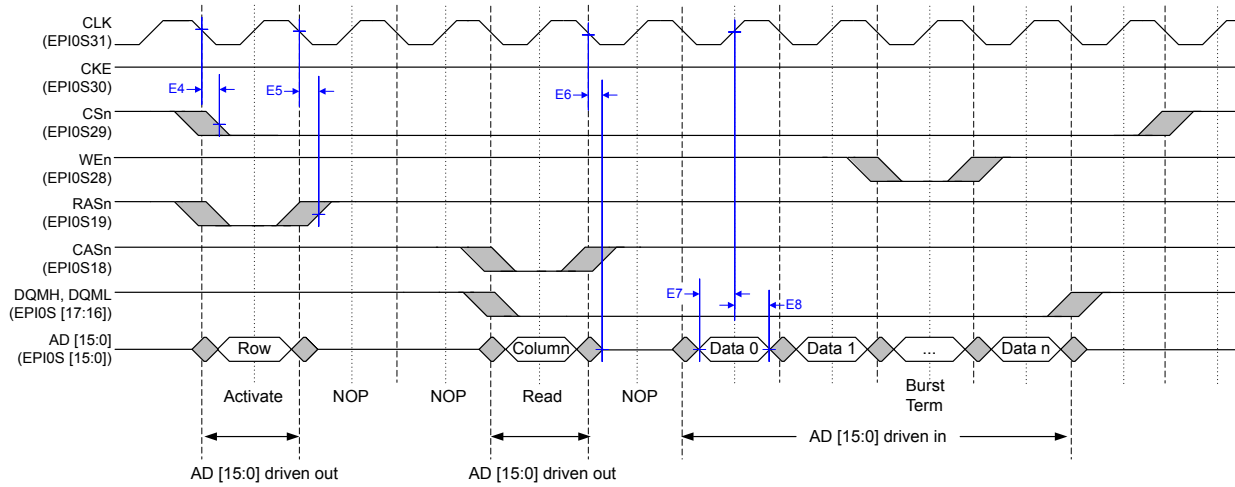 CLK
(EPI0S31)
CKE
(EPI0S30)
E4
E5
E6
CSn
(EPI0S29)
WEn
(EPI0S28)
RASn
(EPI0S19)
CASn
(EPI0S18)
DQMH, DQML
(EPI0S [17:16])
E7
E8
AD [15:0]
(EPI0S [15:0])
Row
Column
Data 0
Data 1
...
Data n
Activate
NOP
NOP
Read
NOP
Burst
Term
AD [15:0] driven in
AD [15:0] driven out
AD [15:0] driven out